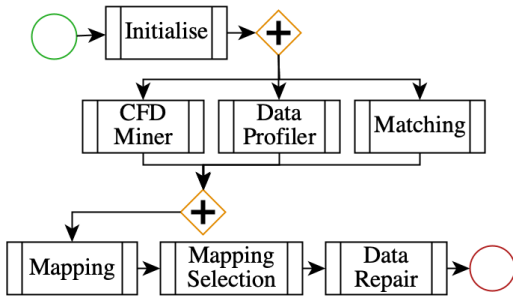 Initialise
CFD
Miner
Data
Profiler
Matching
Mapping
Mapping
Selection
Data
Repair